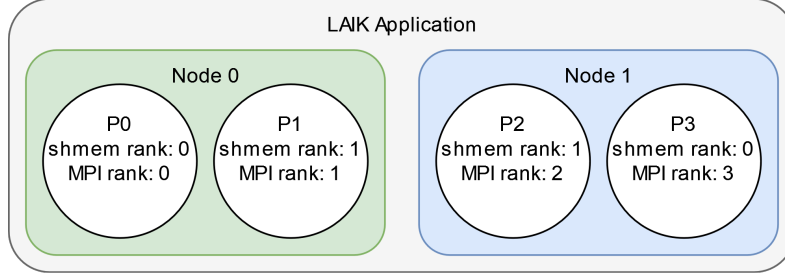 LAIK Application
Node 0
P0
shmem rank: 0
MPI rank: 0
P1
shmem rank: 1
MPI rank: 1
Node 1
P2
shmem rank: 1
MPI rank: 2
P3
shmem rank: 0
MPI rank: 3